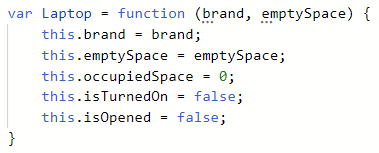 var Laptop = function (brand, emptySpace) {
    this.brand = brand;
    this.emptySpace = emptySpace;
    this.occupiedSpace = 0;
    this.isTurnedOn = false;
    this.isOpened = false;
}